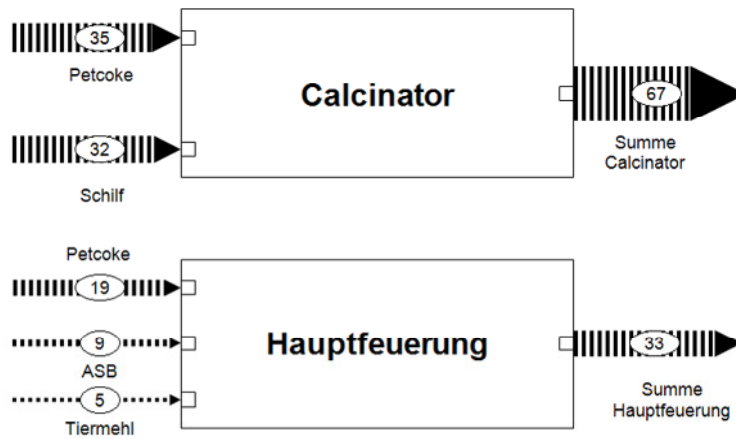 35
Petcoke
Calcinator
67
32
Summe
Calcinator
Schilf
Petcoke
19
9
ASB
Hauptfeuerung
33
5
Summe
Hauptfeuerung
Tiermehl